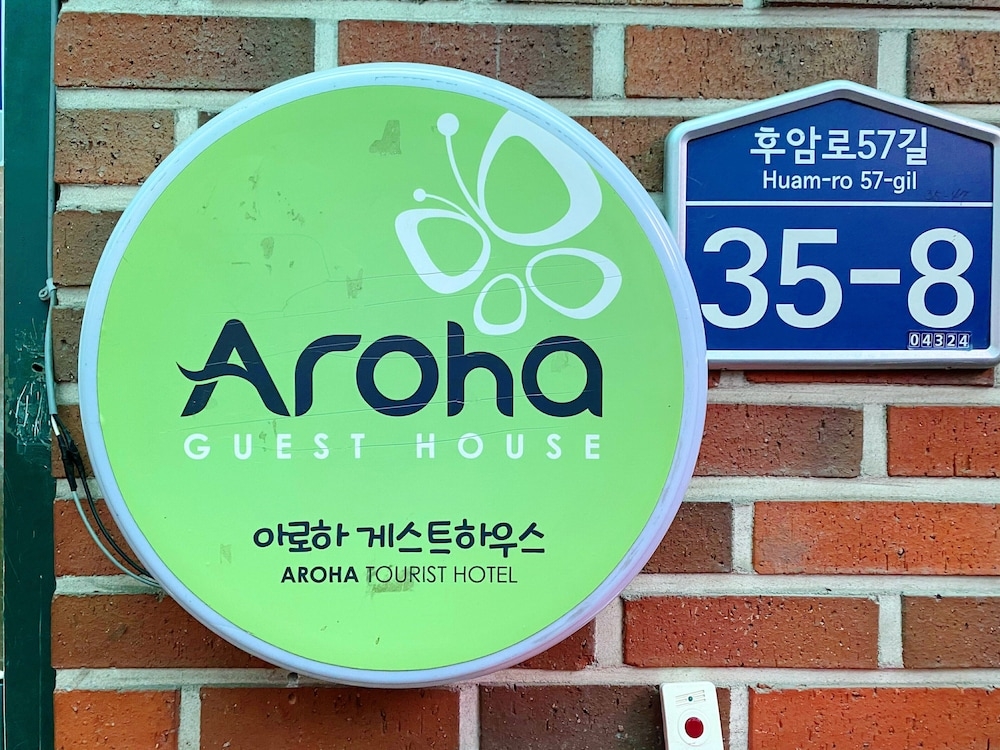 Aroha
GUEST HOUSE
아로하 게스트하우스
AROHA TOURIST HOTEL
후암로57길
Huam-ro 57-gil
35-8
04324